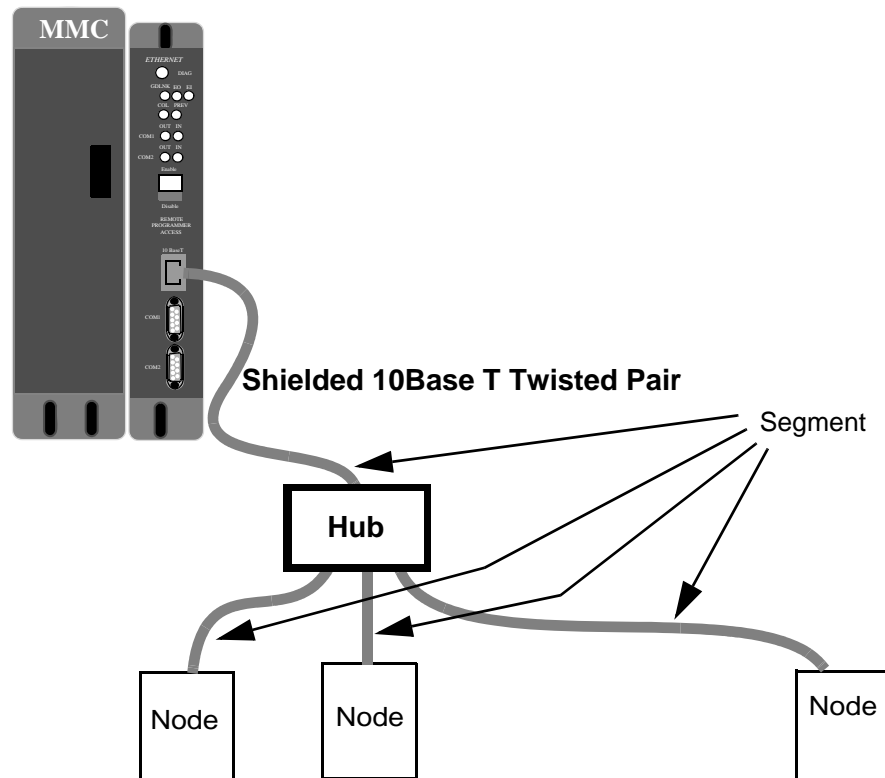 MMC
ETHERNET
DIAG
GDLNK EO EI
COL PREV
OUT IN
COM1
OUT IN
COM2
Enable
Disable
REMOTE
PROGRAMMER
ACCESS
10 BaseT
COM1
COM2
Shielded 10Base T Twisted Pair
Segment
Hub
Node
Node
Node